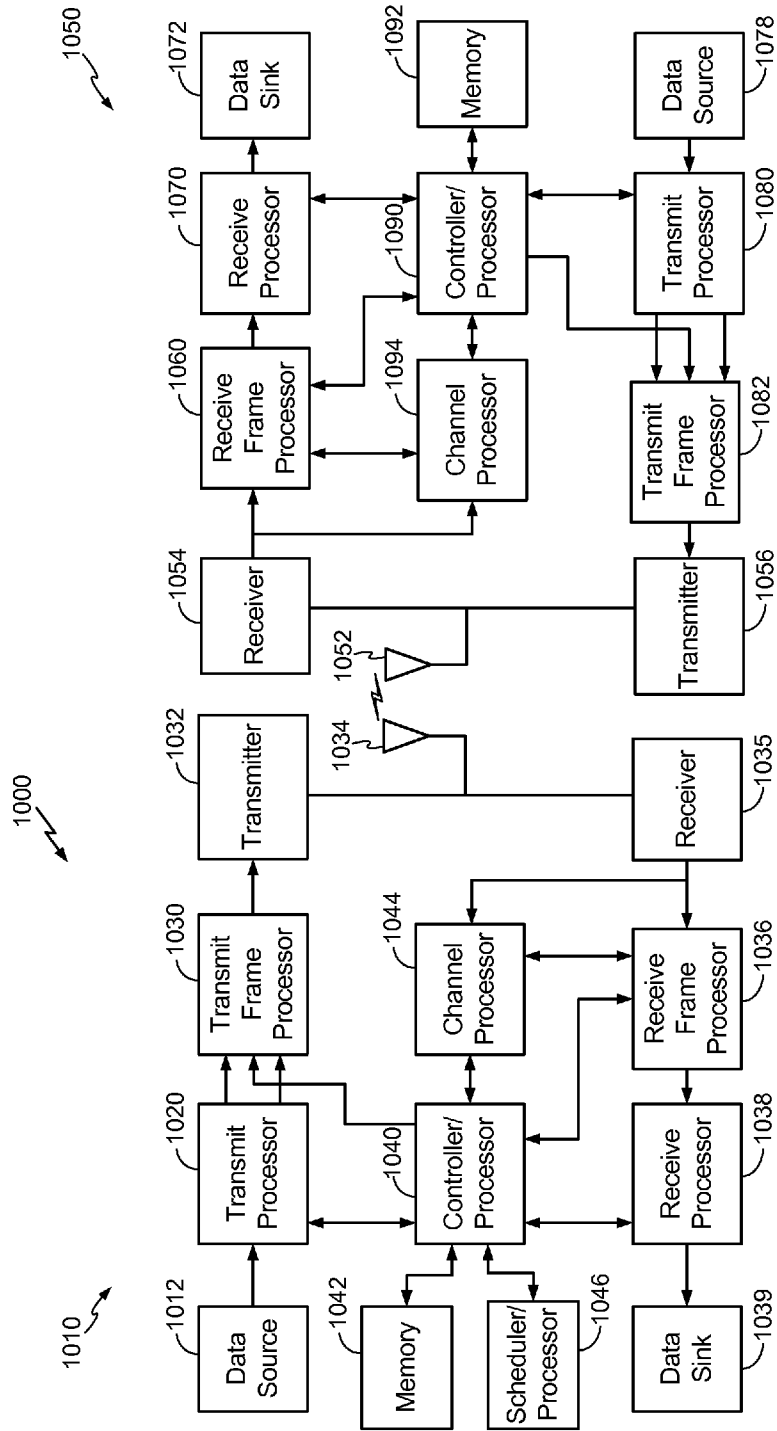 1000
1010
1050
1012
Data
Source
1020
Transmit
Processor
1030
Transmit
Frame
Processor
1032
Transmitter
1054
Receiver
1060
Receive
Frame
Processor
1070
Receive
Processor
1072
Data
Sink
1042
Memory
1040
Controller/
Processor
1044
Channel
Processor
1034
1052
1094
Channel
Processor
1090
Controller/
Processor
1092
Memory
Scheduler/
Processor
1046
Data
Sink
1039
Receive
Processor
1038
Receive
Frame
Processor
1036
Receiver
1035
Transmitter
1056
Transmit
Frame
Processor
1082
Transmit
Processor
1080
Data
Source
1078